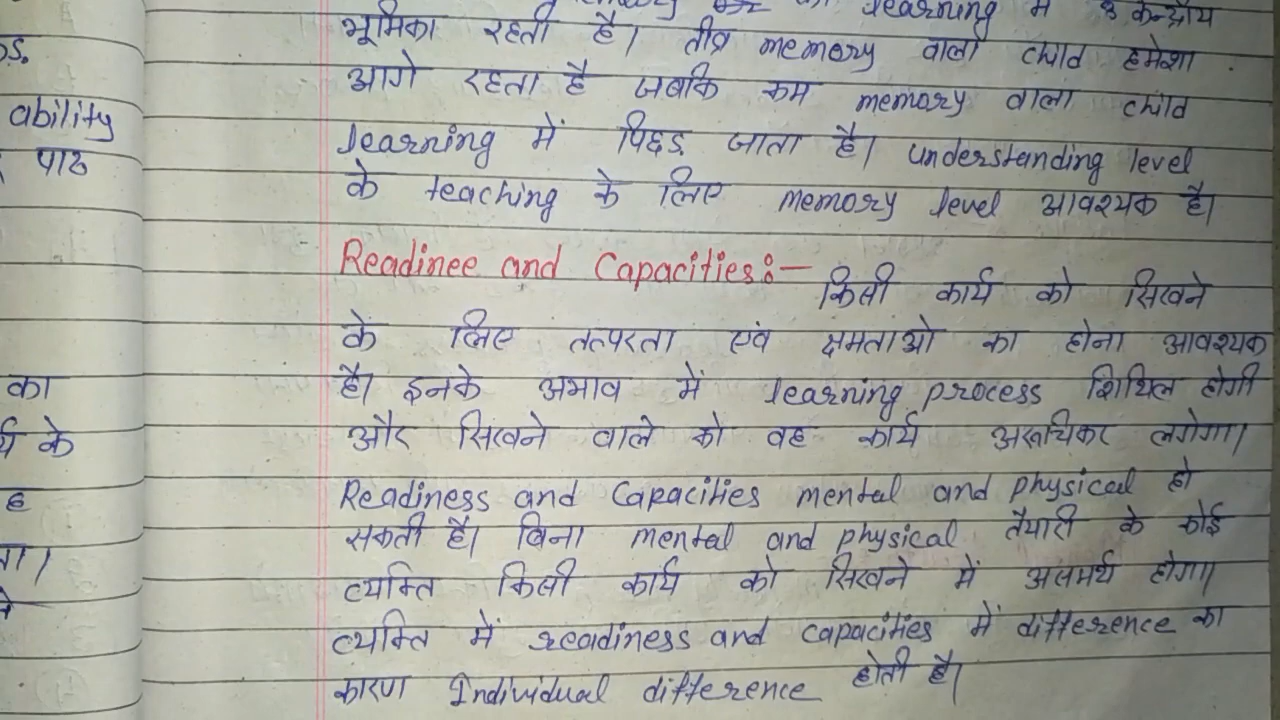 ability
पाठ
का
के
learning में
केन्द्रीय
भूमिका रहती है। तीव्र memory वाला child हमेशा
आगे रहता है जबकि कम memory वाला child
learning में पिछड जाता है। understanding level
के teaching के लिए memory level आवश्यक है।
Readinee and Capacities:-
किसी कार्य को सिखने
के लिए तत्परता एवं क्षमताओ का होना आवश्यक
है। इनके अभाव में learning process शिथिल होगी
और सिखने वाले को वह कार्य अरूचिकर लगेगा।
Readiness and Capacities mental and physical हो
सकती है। बिना mental and physical तैयारी के कोई
व्यक्ति किसी कार्य को सिखने में असमर्थ होगा।
व्यक्ति में readiness and capacities में difference का
कारण Individual difference होती है।